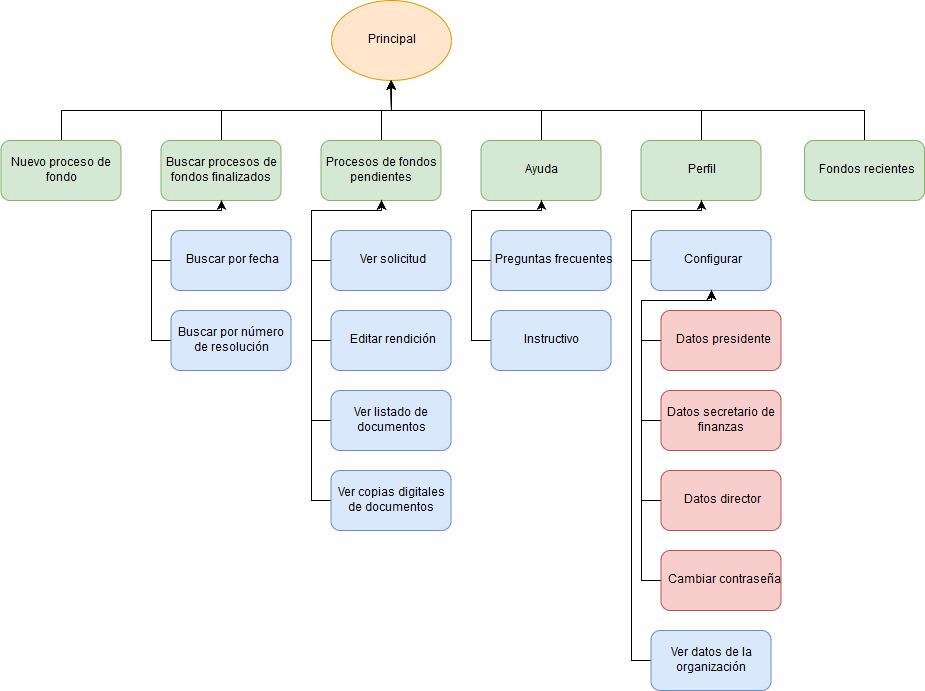 Principal
Nuevo proceso de
fondo
Buscar procesos de
fondos finalizados
Procesos de fondos
pendientes
Ayuda
Perfil
Fondos recientes
Buscar por fecha
Buscar por número
de resolución
Ver solicitud
Editar rendición
Ver listado de
documentos
Ver copias digitales
de documentos
Preguntas frecuentes
Instructivo
Configurar
Datos presidente
Datos secretario de
finanzas
Datos director
Cambiar contraseña
Ver datos de la
organización